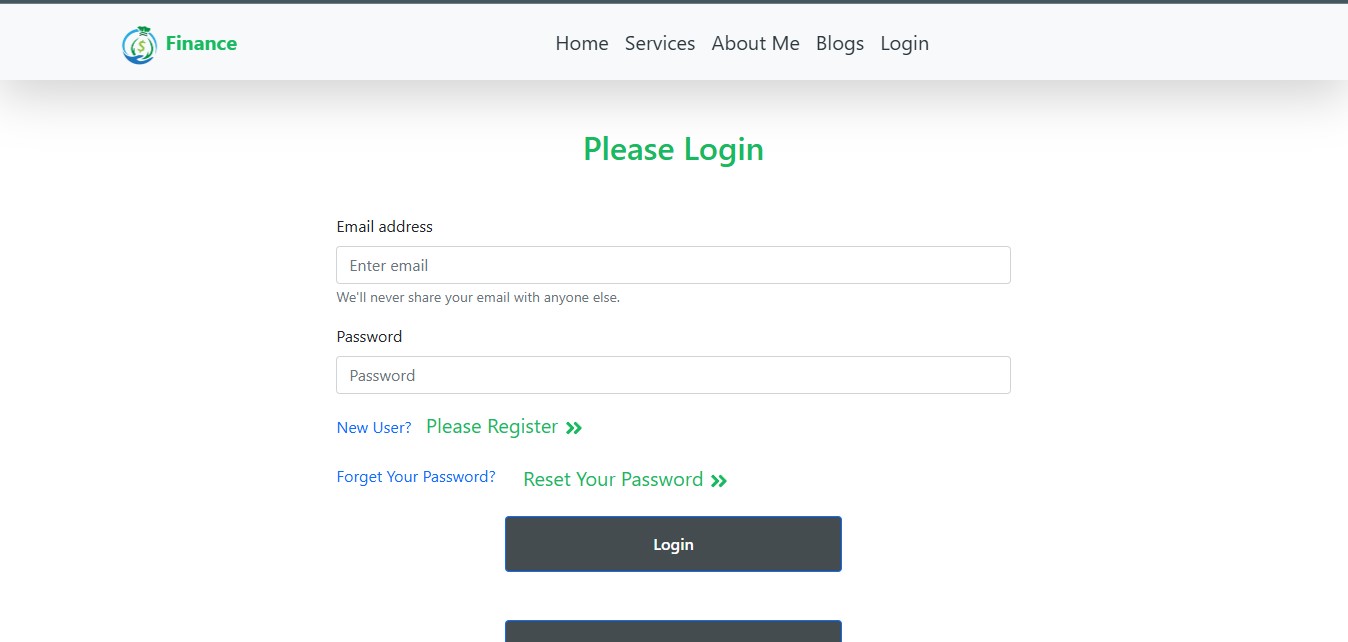 Finance Home Services About Me Blogs Login
Please Login
Email address
Enter email
We'll never share your email with anyone else.
Password
Password
New User? Please Register
Forget Your Password? Reset Your Password
Login